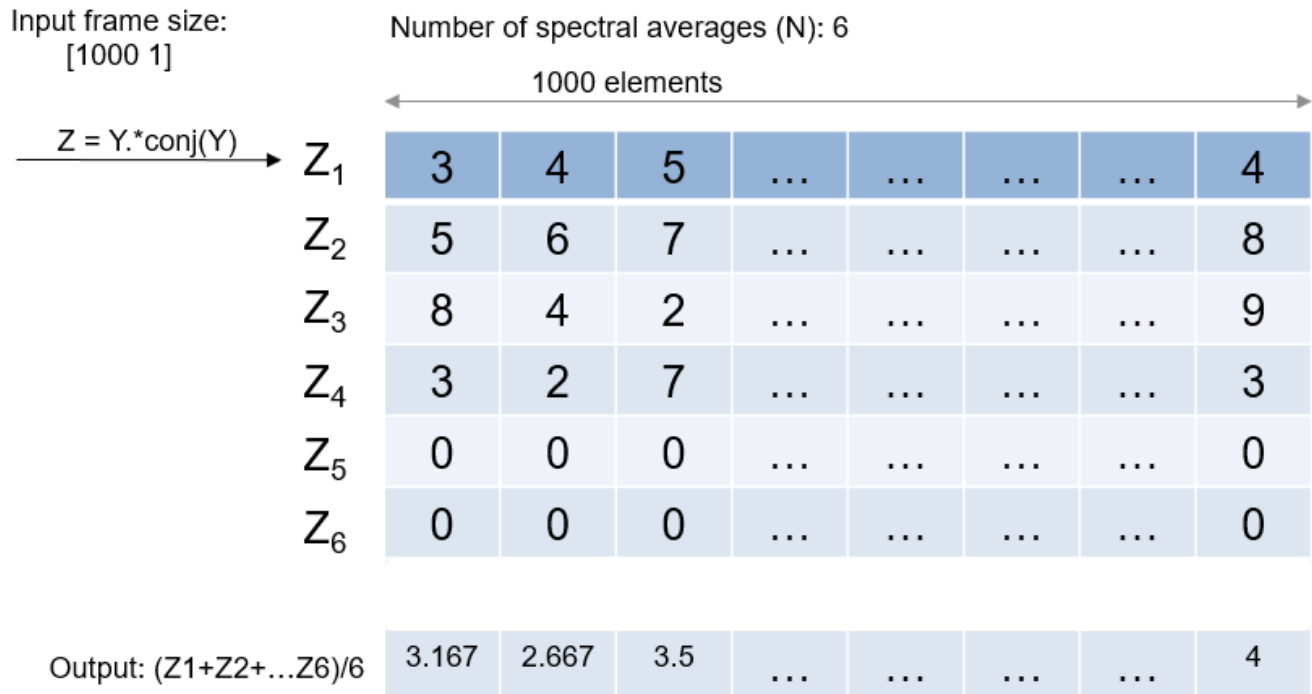 Input frame size:
[1000 1]
Number of spectral averages (N): 6
1000 elements
Z = Y.*conj(Y)
Z1 3 4 5 ... ... ... ... 4
Z2 5 6 7 ... ... ... ... 8
Z3 8 4 2 ... ... ... ... 9
Z4 3 2 7 ... ... ... ... 3
Z5 0 0 0 ... ... ... ... 0
Z6 0 0 0 ... ... ... ... 0
Output: (Z1+Z2+...Z6)/6 3.167 2.667 3.5 ... ... ... ... 4